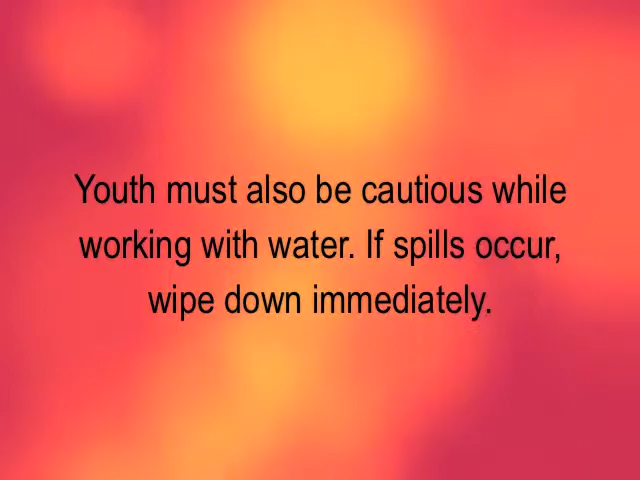 Youth must also be cautious while
working with water. If spills occur,
wipe down immediately.